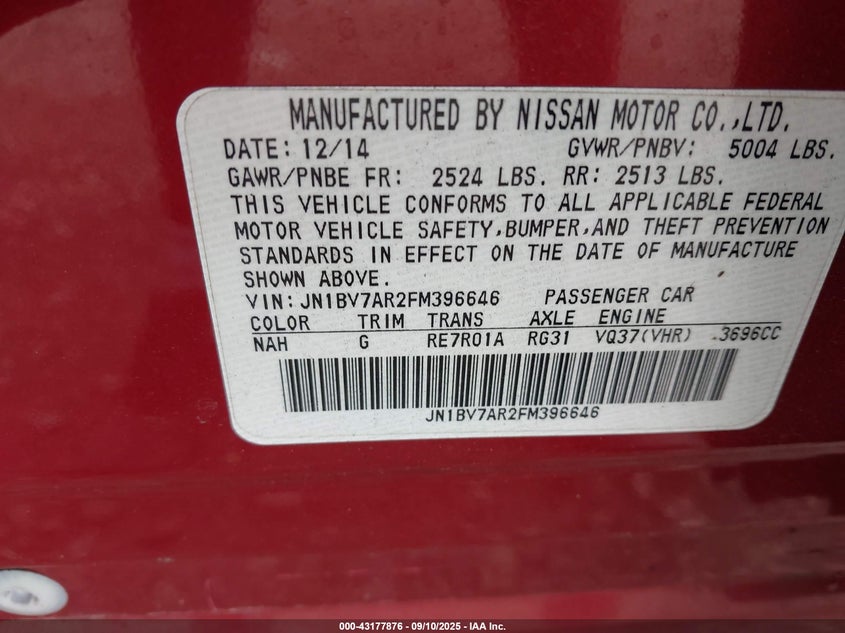 MANUFACTURED BY NISSAN MOTOR CO.,LTD.
DATE: 12/14 GVWR/PNBV: 5004 LBS.
GAWR/PNBE FR: 2524 LBS. RR: 2513 LBS.
THIS VEHICLE CONFORMS TO ALL APPLICABLE FEDERAL
MOTOR VEHICLE SAFETY,BUMPER,AND THEFT PREVENTION
STANDARDS IN EFFECT ON THE DATE OF MANUFACTURE
SHOWN ABOVE.
VIN:JN1BV7AR2FM396646 PASSENGER CAR
COLOR TRIM TRANS AXLE ENGINE
NAH G RE7R01A RG31 VQ37(VHR) 3696CC
JN1BV7AR2FM396646
000-43177876 - 09/10/2025 - IAA Inc.